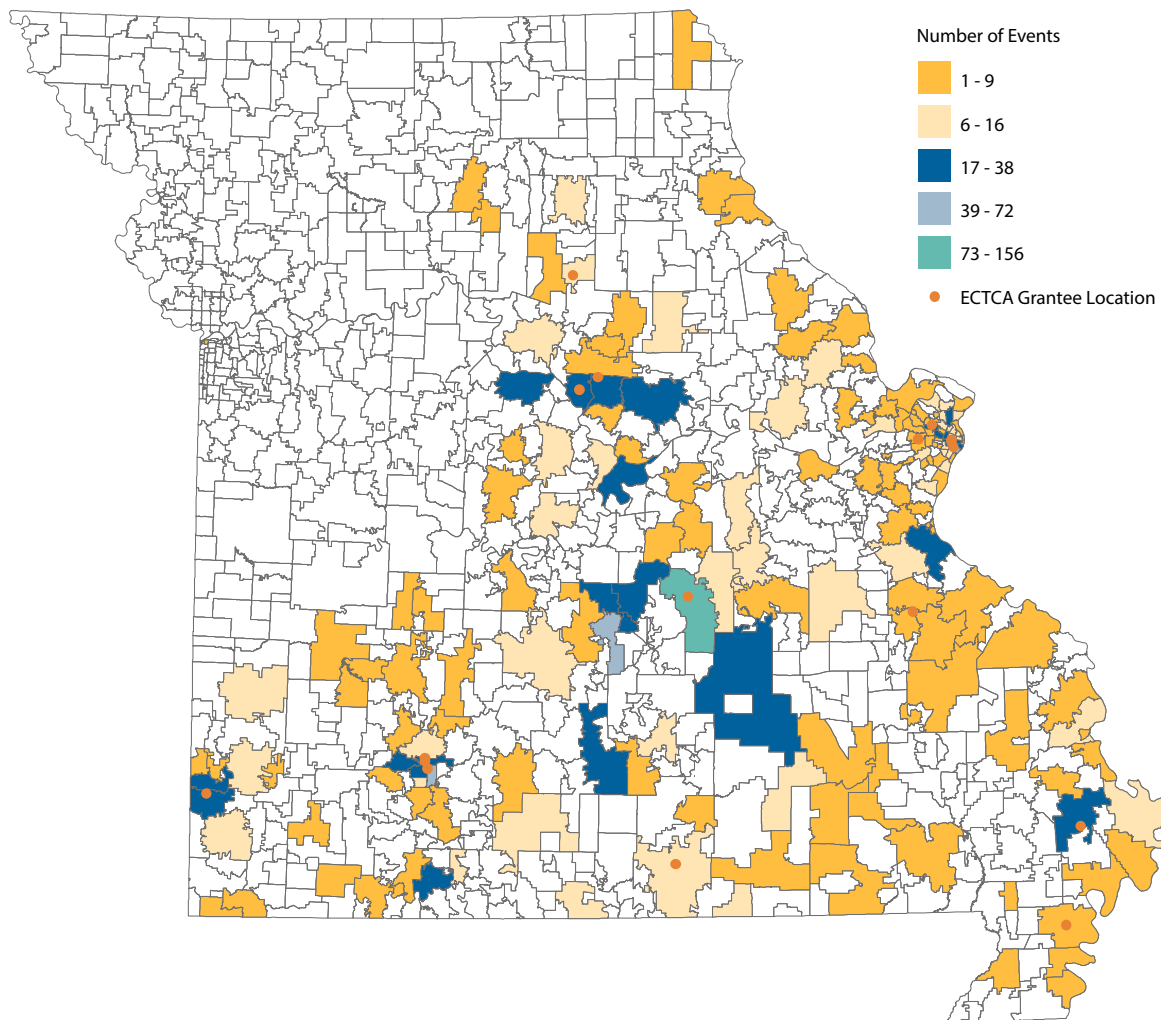 Number of Events
1 - 9
6 - 16
17 - 38
39 - 72
73 - 156
ECTCA Grantee Location